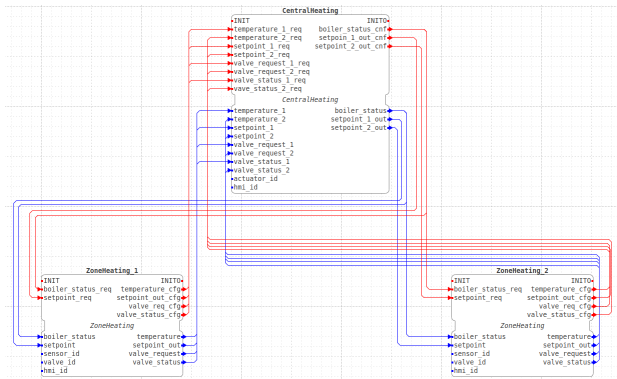 CentralHeating
INIT INITO
temperature_1_req boiler_status_cnf
temperature_2_req setpoin_1_out_cnf
setpoint_1_req setpoint_2_out_cnf
setpoint_2_req
valve_request_1_req
valve_request_2_req
valve_status_1_req
vave_status_2_req
CentralHeating
temperature_1 boiler_status
temperature_2 setpoint_1_out
setpoint_1 setpoint_2_out
setpoint_2
valve_request_1
valve_request_2
valve_status_1
valve_status_2
actuator_id
hmi_id
ZoneHeating_1
INIT INITO
boiler_status_req temperature_cfg
setpoint_req setpoint_out_cfg
valve_req_cfg
valve_status_cfg
ZoneHeating
boiler_status temperature
setpoint setpoint_out
sensor_id valve_request
valve_id valve_status
hmi_id
ZoneHeating_2
INIT INITO
boiler_status_req temperature_cfg
setpoint_req setpoint_out_cfg
valve_req_cfg
valve_status_cfg
ZoneHeating
boiler_status temperature
setpoint setpoint_out
sensor_id valve_request
valve_id valve_status
hmi_id